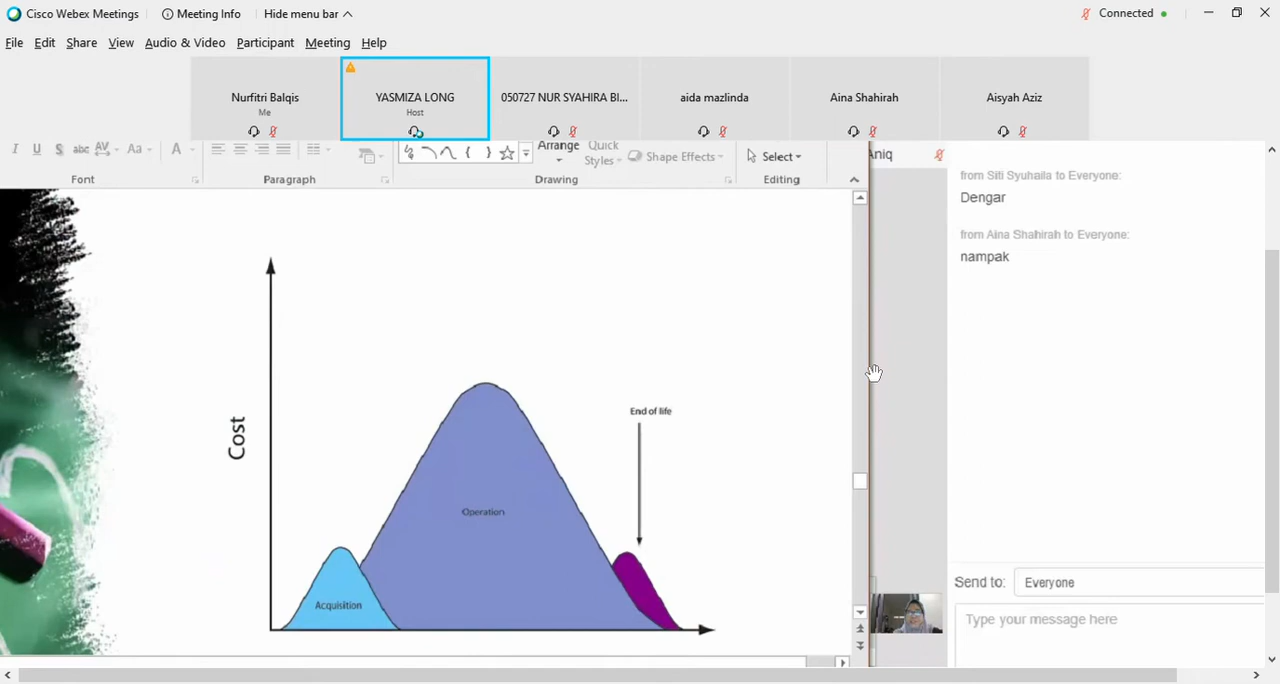 Cisco Webex Meetings Meeting Info Hide menu bar Connected
File Edit Share View Audio & Video Participant Meeting Help
Nurfitri Balqis
Me
YASMIZA LONG
Host
050727 NUR SYAHIRA BI...
aida mazlinda
Aina Shahirah
Aisyah Aziz
I U S abc AV Aa A
Arrange
Quick
Styles
Shape Effects
Select
Font Paragraph Drawing Editing
Aniq
from Siti Syuhaila to Everyone:
Dengar
from Aina Shahirah to Everyone:
nampak
Cost
End of life
Operation
Acquisition
Send to: Everyone
Type your message here